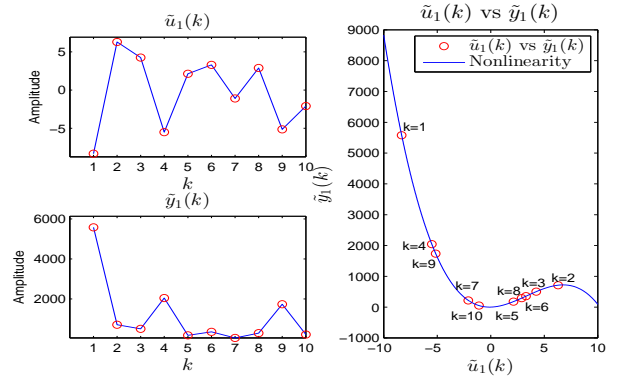 ũ₁(k)
5
0
−5
Amplitude
1 2 3 4 5 6 7 8 9 10
k
ỹ₁(k)
6000
4000
2000
Amplitude
1 2 3 4 5 6 7 8 9 10
k
ũ₁(k) vs ỹ₁(k)
ũ₁(k) vs ỹ₁(k)
Nonlinearity
9000
8000
7000
6000
5000
4000
3000
2000
1000
0
−1000
ỹ₁(k)
k=1
k=4
k=9
k=7
k=10
k=8
k=5
k=3
k=6
k=2
−10 −5 0 5 10
ũ₁(k)